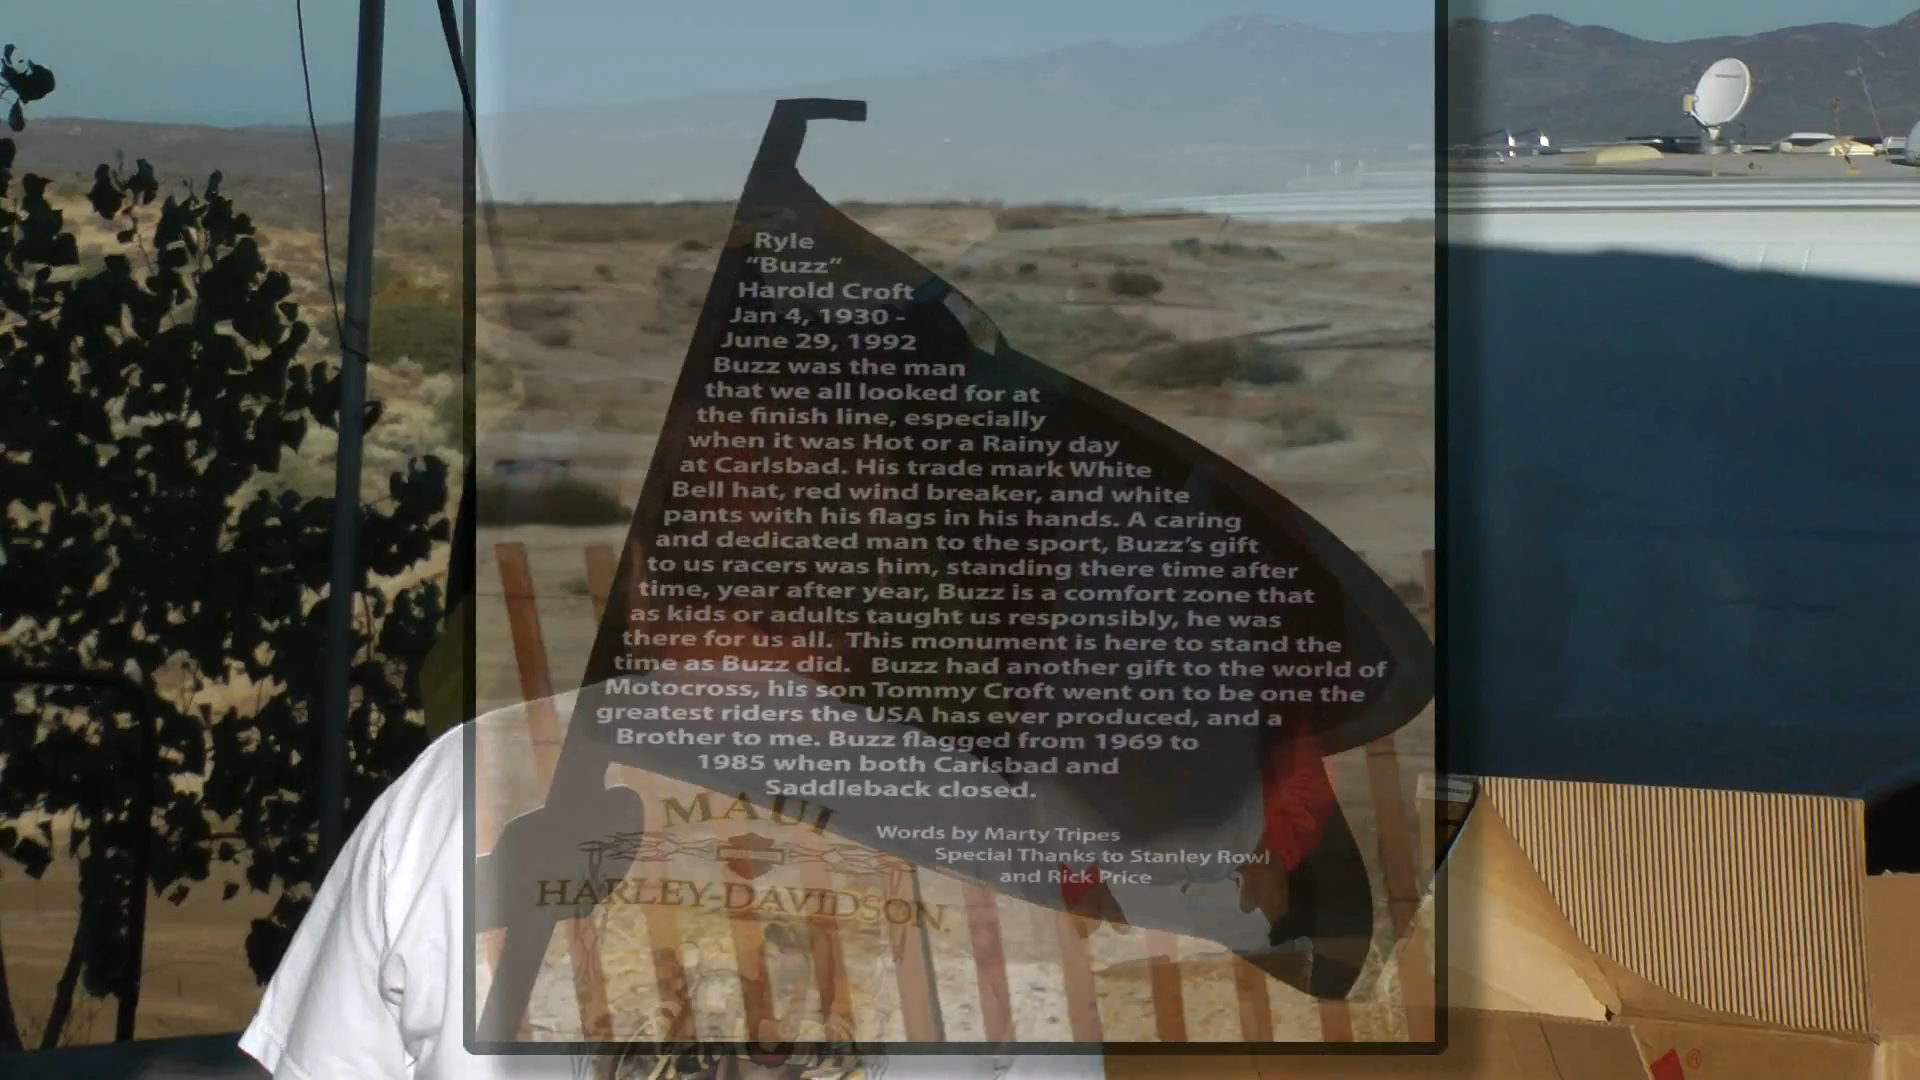 Ryle
“Buzz”
Harold Croft
Jan 4, 1930 -
June 29, 1992
Buzz was the man
that we all looked for at
the finish line, especially
when it was Hot or a Rainy day
at Carlsbad. His trade mark White
Bell hat, red wind breaker, and white
pants with his flags in his hands. A caring
and dedicated man to the sport, Buzz’s gift
to us racers was him, standing there time after
time, year after year, Buzz is a comfort zone that
as kids or adults taught us responsibly, he was
there for us all. This monument is here to stand the
time as Buzz did. Buzz had another gift to the world of
Motocross, his son Tommy Croft went on to be one the
greatest riders the USA has ever produced, and a
Brother to me. Buzz flagged from 1969 to
1985 when both Carlsbad and
Saddleback closed.
Words by Marty Tripes
Special Thanks to Stanley Rowl
and Rick Price
MAUI
HARLEY-DAVIDSON